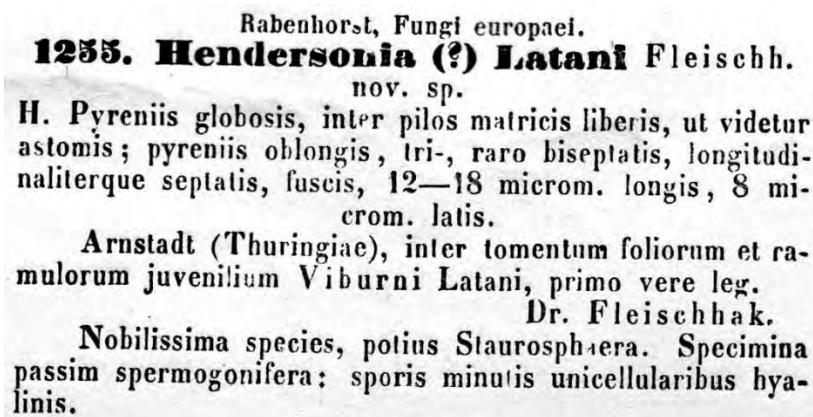 Rabenhorst, Fungi europaei.
1255. Hendersonia (?) Latani Fleischh.
nov. sp.
H. Pyreniis globosis, inter pilos matricis liberis, ut videtur
astomis; pyreniis oblongis, tri-, raro biseptatis, longitudi-
naliterque septatis, fuscis, 12—18 microm. longis, 8 mi-
crom. latis.
Arnstadt (Thuringiae), inter tomentum foliorum et ra-
mulorum juvenilium Viburni Latani, primo vere leg.
Dr. Fleischhak.
Nobilissima species, potius Staurosphaera. Specimina
passim spermogonifera: sporis minutis unicellularibus hya-
linis.